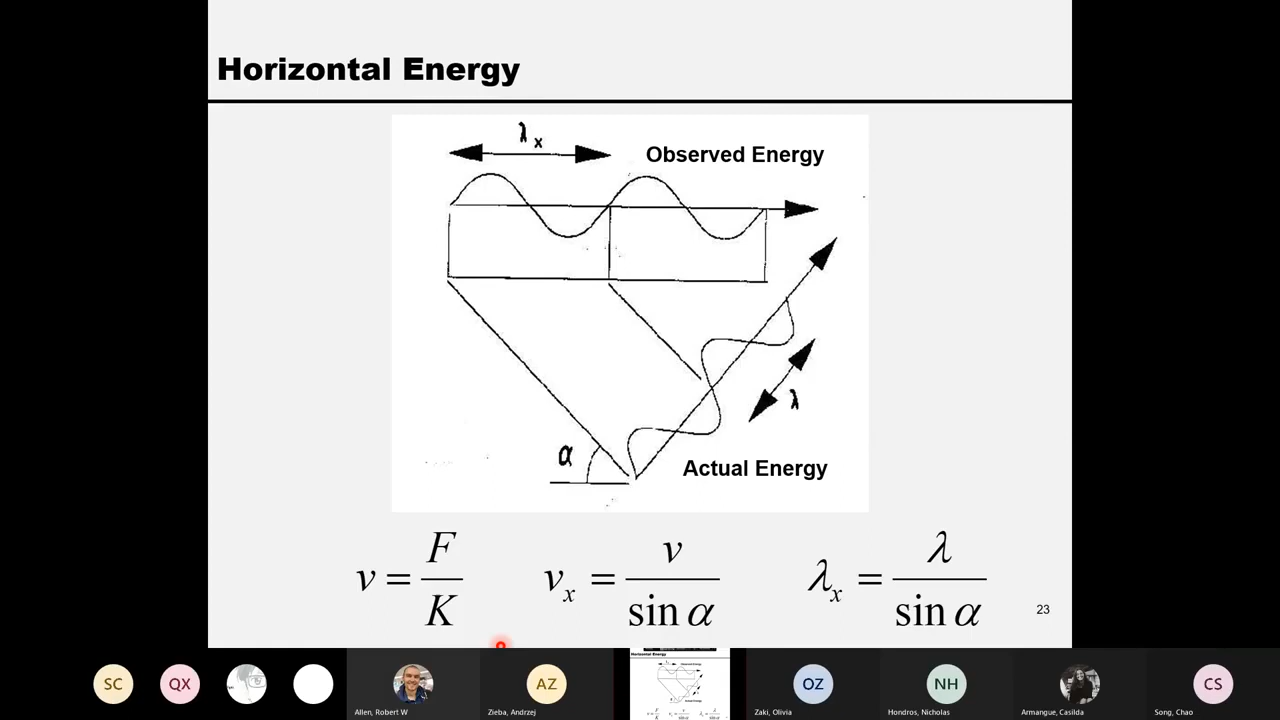 Horizontal Energy
λx
Observed Energy
λ
α
Actual Energy
v = F/K
vx = v/sin α
λx = λ/sin α
23
SC
QX
AZ
OZ
NH
CS
Allen, Robert W
Zieba, Andrzej
Zaki, Olivia
Hondros, Nicholas
Armangue, Casilda
Song, Chao